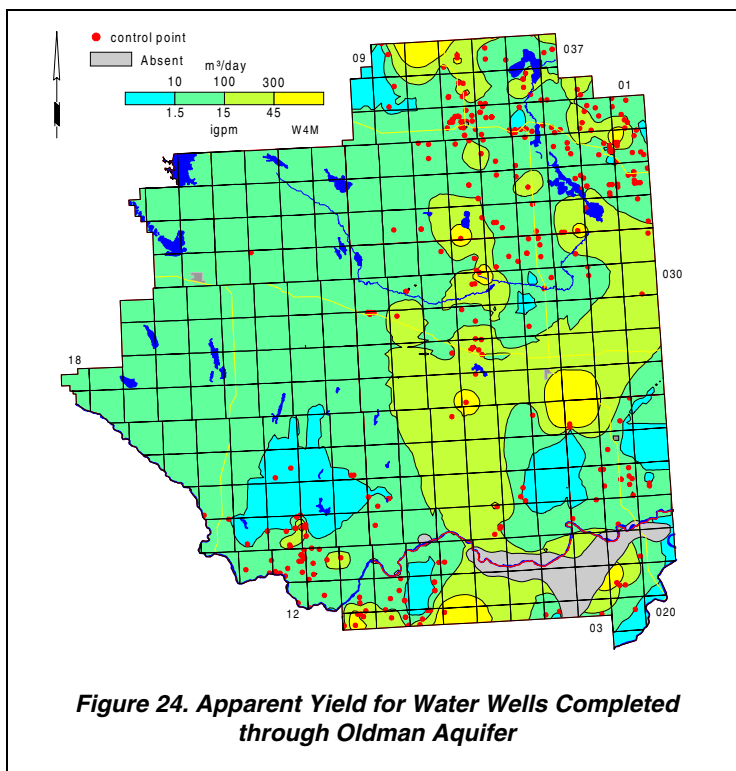 control point
Absent
m³/day
10 100 300
1.5 15 45
igpm W4M
09
037
01
030
18
12
03
020
Figure 24. Apparent Yield for Water Wells Completed
through Oldman Aquifer